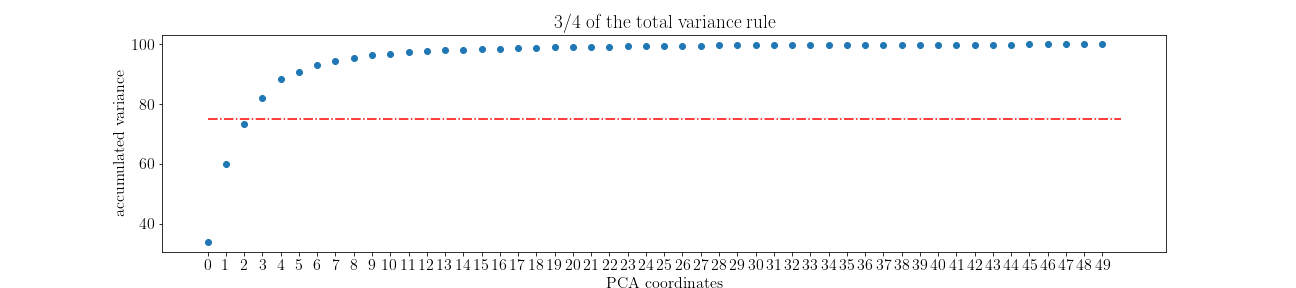 3/4 of the total variance rule
100
80
60
40
accumulated variance
0 1 2 3 4 5 6 7 8 9 10 11 12 13 14 15 16 17 18 19 20 21 22 23 24 25 26 27 28 29 30 31 32 33 34 35 36 37 38 39 40 41 42 43 44 45 46 47 48 49
PCA coordinates